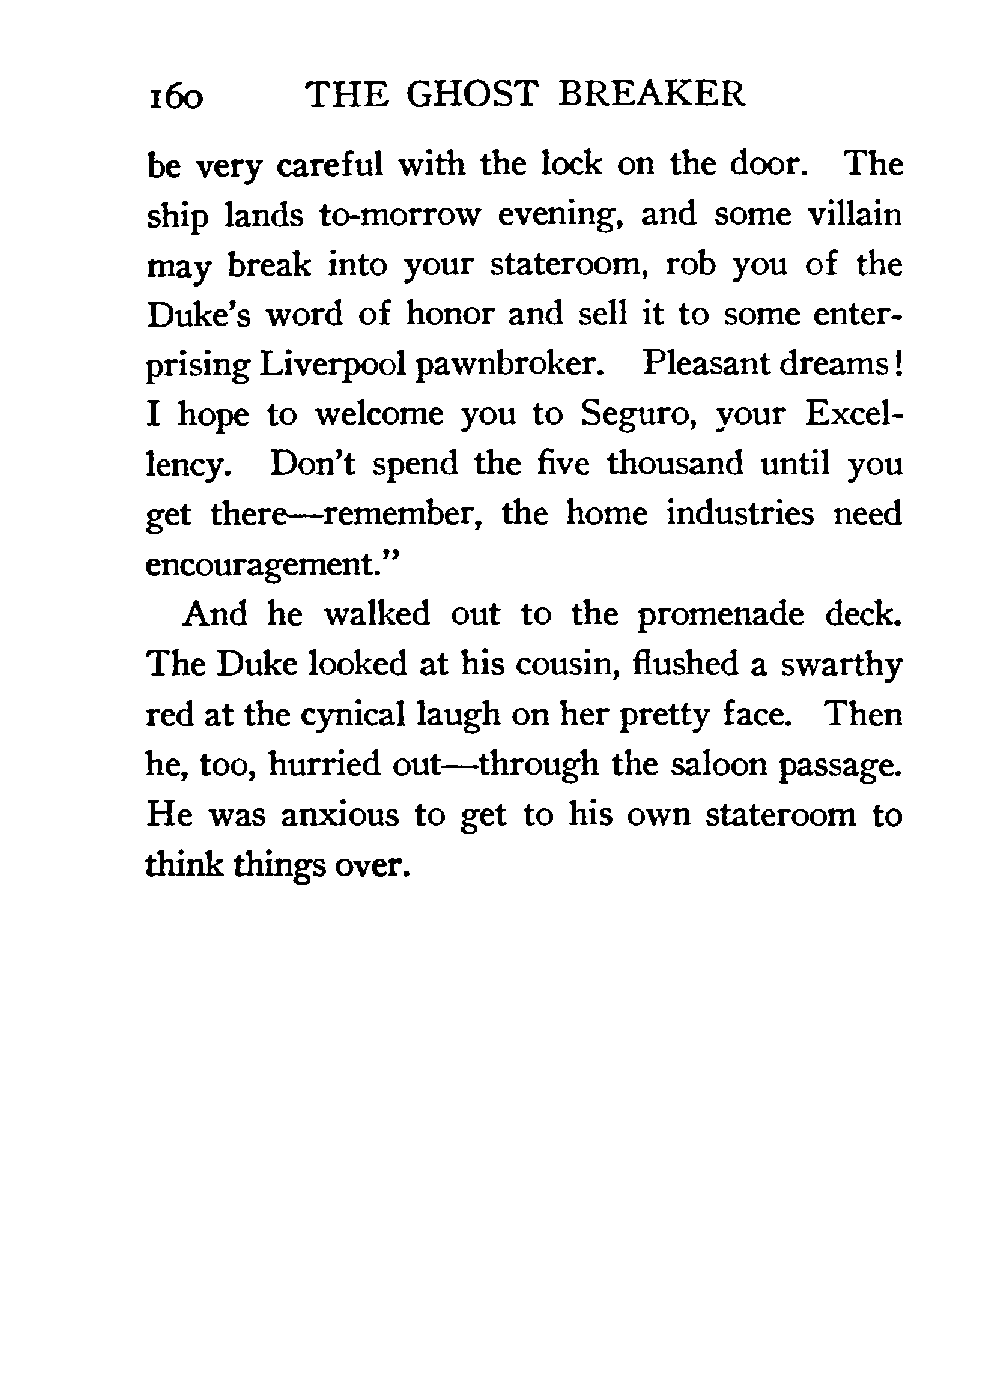 160 THE GHOST BREAKER
be very careful with the lock on the door. The
ship lands to-morrow evening, and some villain
may break into your stateroom, rob you of the
Duke's word of honor and sell it to some enter-
prising Liverpool pawnbroker. Pleasant dreams!
I hope to welcome you to Seguro, your Excel-
lency. Don't spend the five thousand until you
get there—remember, the home industries need
encouragement."
And he walked out to the promenade deck.
The Duke looked at his cousin, flushed a swarthy
red at the cynical laugh on her pretty face. Then
he, too, hurried out—through the saloon passage.
He was anxious to get to his own stateroom to
think things over.